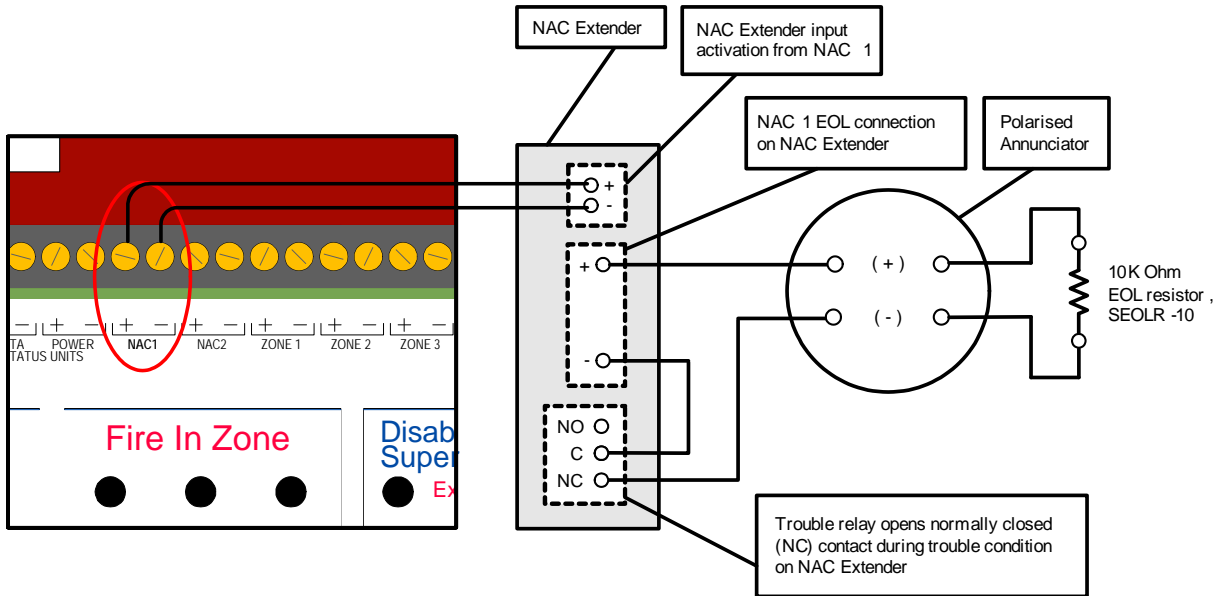 NAC Extender
NAC Extender input
activation from NAC 1
NAC 1 EOL connection
on NAC Extender
Polarised
Annunciator
+
-
+
-
NO
C
NC
(+)
(-)
10K Ohm
EOL resistor ,
SEOLR -10
− + − + − + − + − + − + −
TA POWER NAC1 NAC2 ZONE 1 ZONE 2 ZONE 3
TATUS UNITS
Fire In Zone
Disab
Super
Ex
Trouble relay opens normally closed
(NC) contact during trouble condition
on NAC Extender